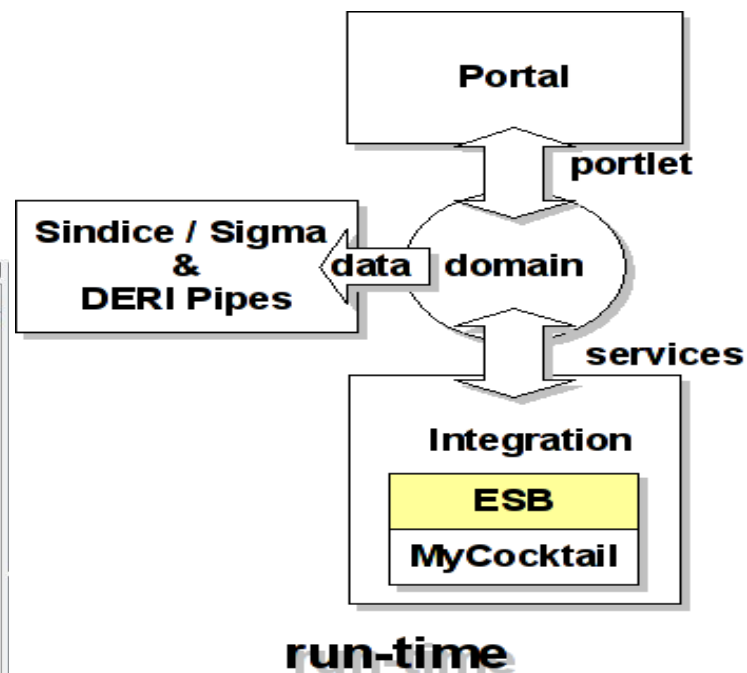 Portal
portlet
Sindice / Sigma
&
DERI Pipes
data
domain
services
Integration
ESB
MyCocktail
run-time